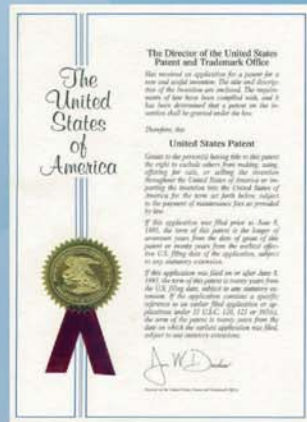 The
United
States
of
America
The Director of the United States
Patent and Trademark Office
Has received an application for a patent for a
new and useful invention. The title and descrip-
tion of the invention are enclosed. The require-
ments of law have been complied with, and it
has been determined that a patent on the in-
vention shall be granted under the law.
Therefore, this
United States Patent
Grants to the person(s) having title to this patent
the right to exclude others from making, using,
offering for sale, or selling the invention
throughout the United States of America or im-
porting the invention into the United States of
America for the term set forth below, subject
to the payment of maintenance fees as provided
by law.
If this application was filed prior to June 8,
1995, the term of this patent is the longer of
seventeen years from the date of grant of this
patent or twenty years from the earliest effec-
tive U.S. filing date of the application, subject
to any statutory extension.
If this application was filed on or after June 8,
1995, the term of this patent is twenty years from
the U.S. filing date, subject to any statutory ex-
tension. If the application contains a specific
reference to an earlier filed application or ap-
plications under 35 U.S.C. 120, 121 or 365(c),
the term of the patent is twenty years from the
date on which the earliest application was filed,
subject to any statutory extensions.